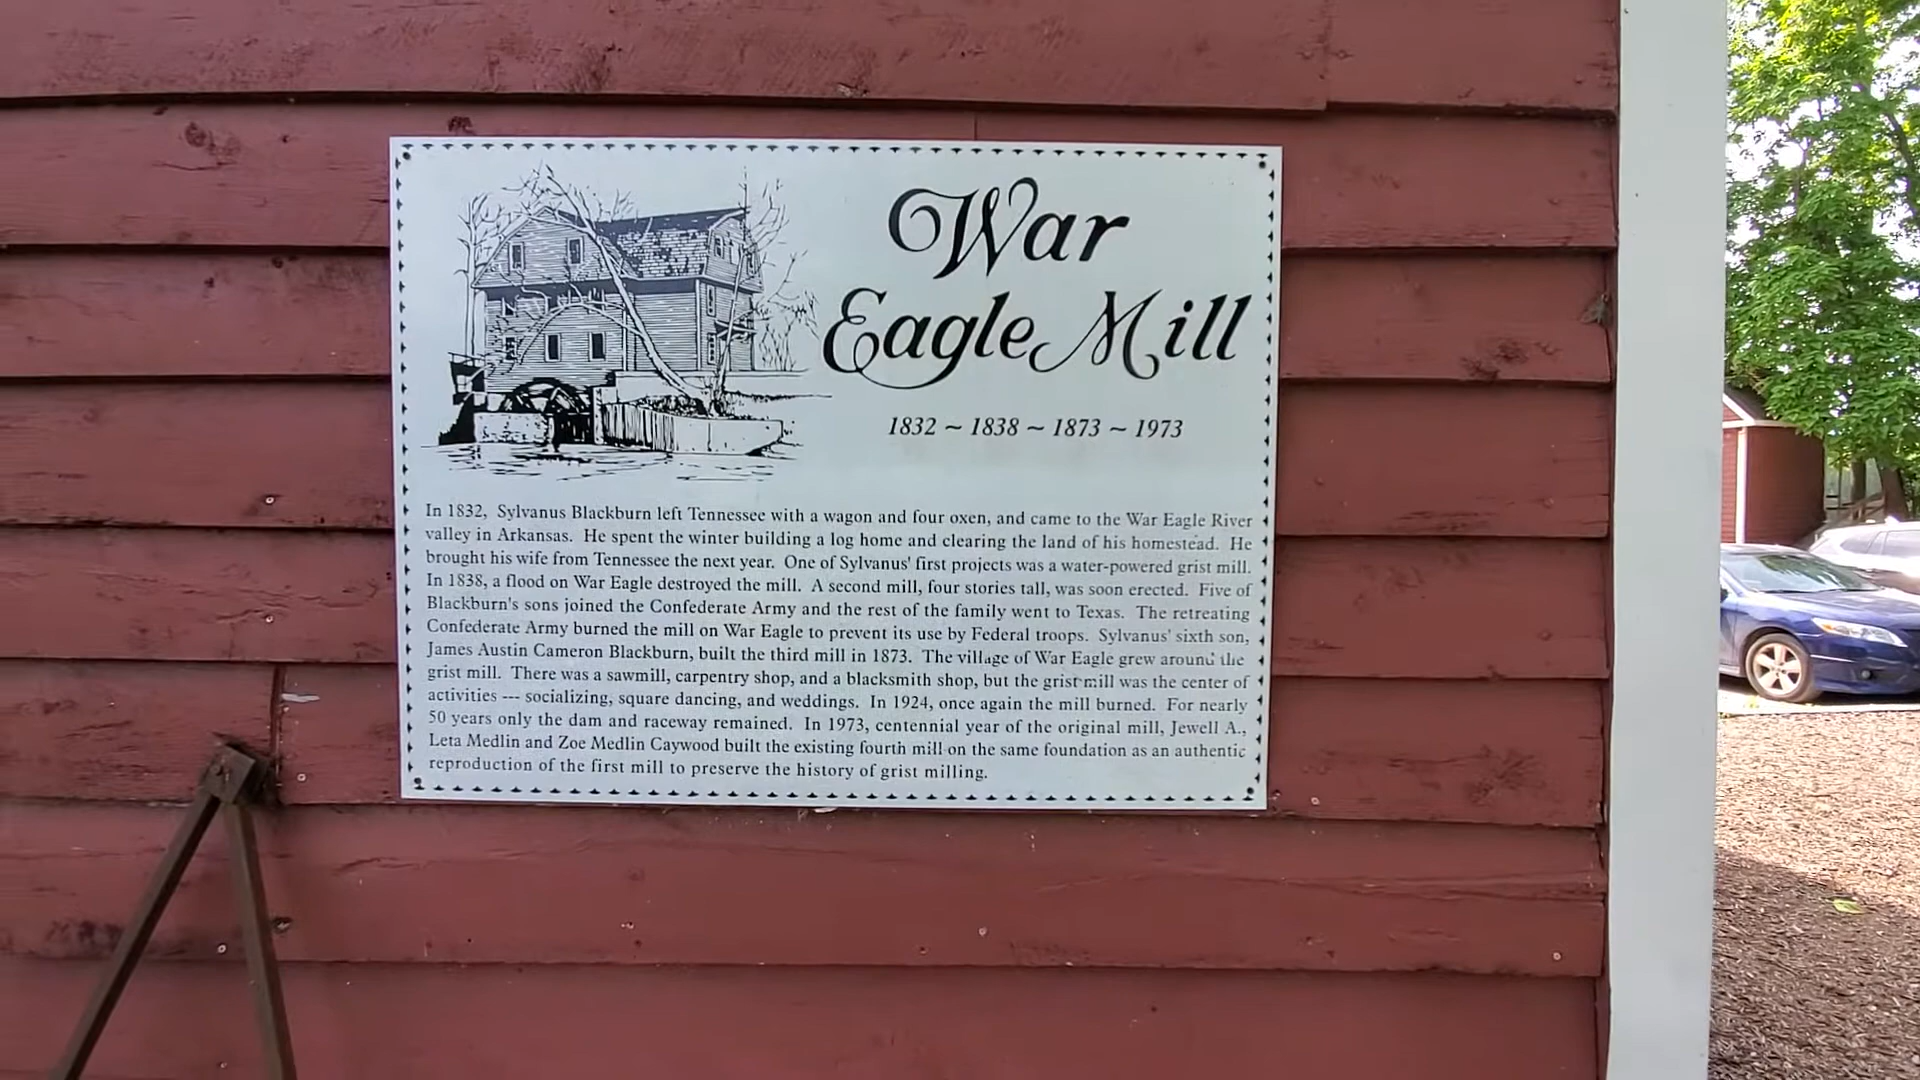 War
Eagle Mill
1832 ~ 1838 ~ 1873 ~ 1973
In 1832, Sylvanus Blackburn left Tennessee with a wagon and four oxen, and came to the War Eagle River
valley in Arkansas. He spent the winter building a log home and clearing the land of his homestead. He
brought his wife from Tennessee the next year. One of Sylvanus' first projects was a water-powered grist mill.
In 1838, a flood on War Eagle destroyed the mill. A second mill, four stories tall, was soon erected. Five of
Blackburn's sons joined the Confederate Army and the rest of the family went to Texas. The retreating
Confederate Army burned the mill on War Eagle to prevent its use by Federal troops. Sylvanus' sixth son,
James Austin Cameron Blackburn, built the third mill in 1873. The village of War Eagle grew around the
grist mill. There was a sawmill, carpentry shop, and a blacksmith shop, but the grist mill was the center of
activities --- socializing, square dancing, and weddings. In 1924, once again the mill burned. For nearly
50 years only the dam and raceway remained. In 1973, centennial year of the original mill, Jewell A.,
Leta Medlin and Zoe Medlin Caywood built the existing fourth mill on the same foundation as an authentic
reproduction of the first mill to preserve the history of grist milling.